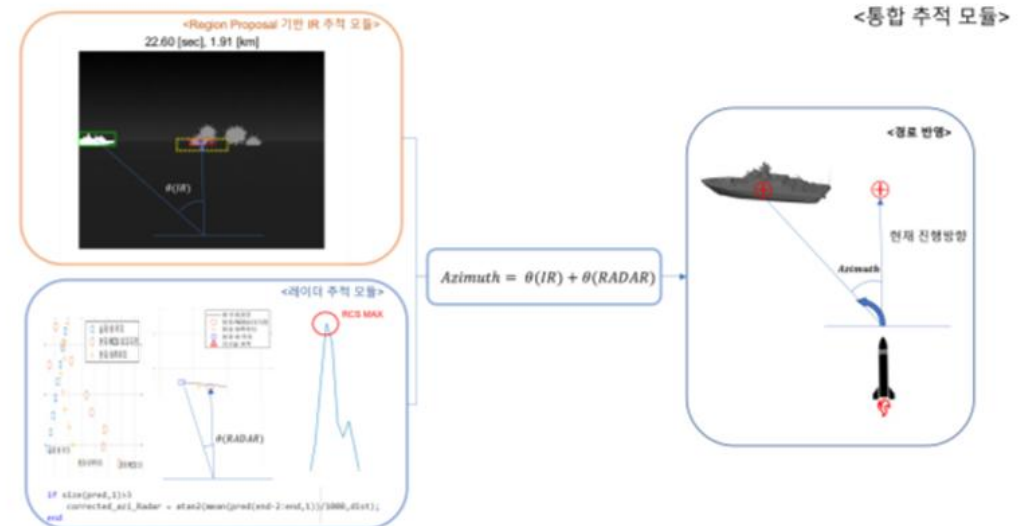 <통합 추적 모듈>
<Region Proposal 기반 IR 추적 모듈>
22.60 [sec], 1.91 [km]
θ(IR)
<레이더 추적 모듈>
RCS MAX
θ(RADAR)
if size(pred,1)>3
corrected_azi_Radar = atan2(mean(pred(end-2:end,1))/1000,dist);
end
Azimuth = θ(IR) + θ(RADAR)
<경로 반영>
현재 진행방향
Azimuth